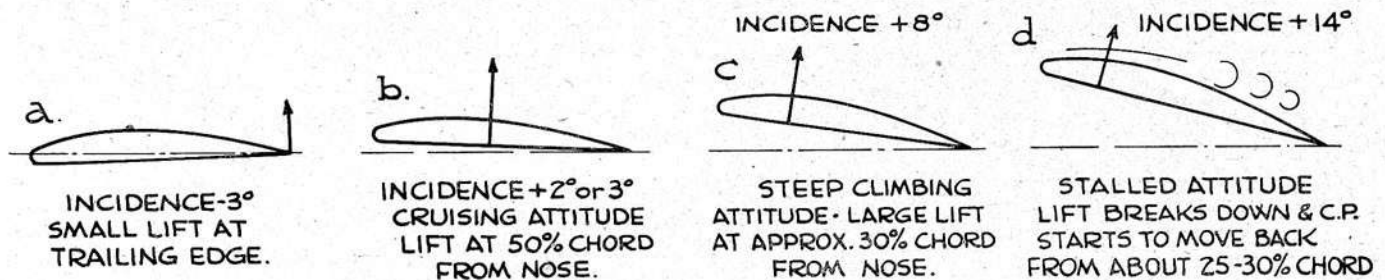 a.
INCIDENCE-3°
SMALL LIFT AT
TRAILING EDGE.
b.
INCIDENCE+2° or 3°
CRUISING ATTITUDE
LIFT AT 50% CHORD
FROM NOSE.
INCIDENCE +8°
c
STEEP CLIMBING
ATTITUDE · LARGE LIFT
AT APPROX. 30% CHORD
FROM NOSE.
d
INCIDENCE+14°
STALLED ATTITUDE
LIFT BREAKS DOWN & C.P.
STARTS TO MOVE BACK
FROM ABOUT 25-30% CHORD